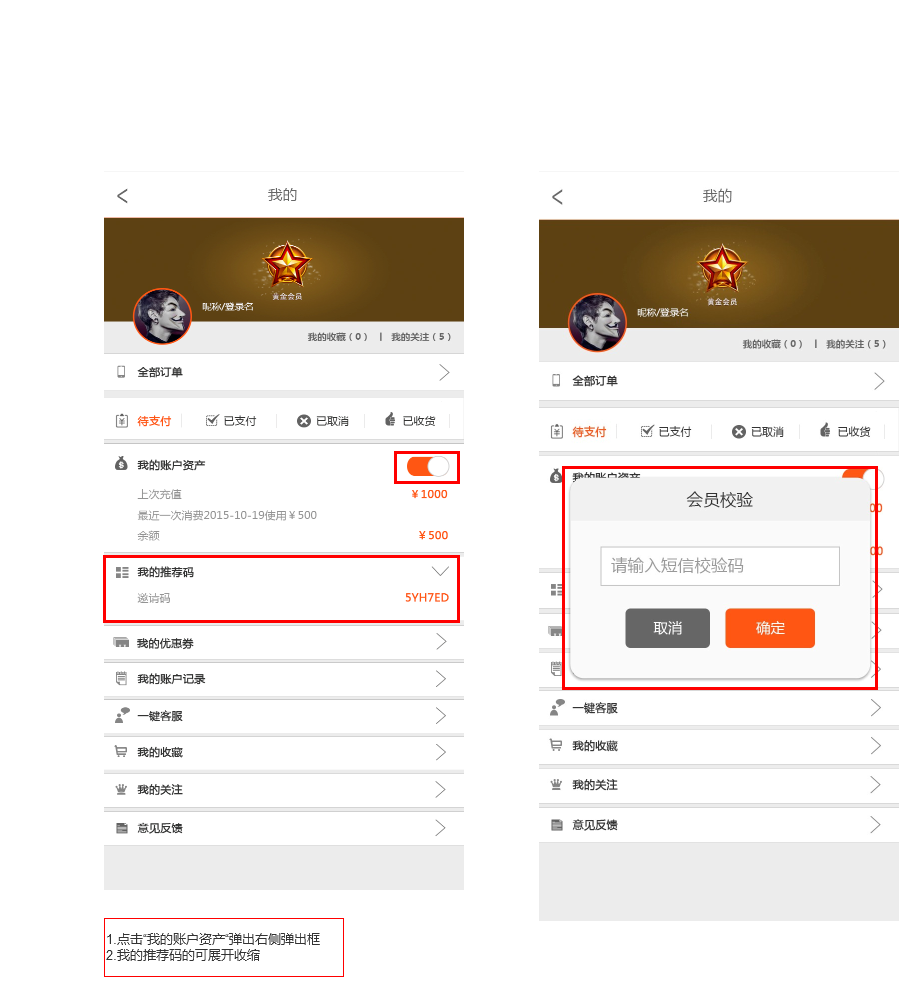 我的
黄金会员
昵称/登录名
我的收藏 ( 0 ) | 我的关注 ( 5 )
全部订单
待支付 已支付 已取消 已收货
我的账户资产
上次充值 ¥1000
最近一次消费2015-10-19使用¥500
余额 ¥500
我的推荐码
邀请码 5YH7ED
我的优惠券
我的账户记录
一键客服
我的收藏
我的关注
意见反馈
1.点击“我的账户资产”弹出右侧弹出框
2.我的推荐码的可展开收缩
我的
黄金会员
昵称/登录名
我的收藏 ( 0 ) | 我的关注 ( 5 )
全部订单
待支付 已支付 已取消 已收货
我的账户资产
会员校验
请输入短信校验码
取消 确定
一键客服
我的收藏
我的关注
意见反馈